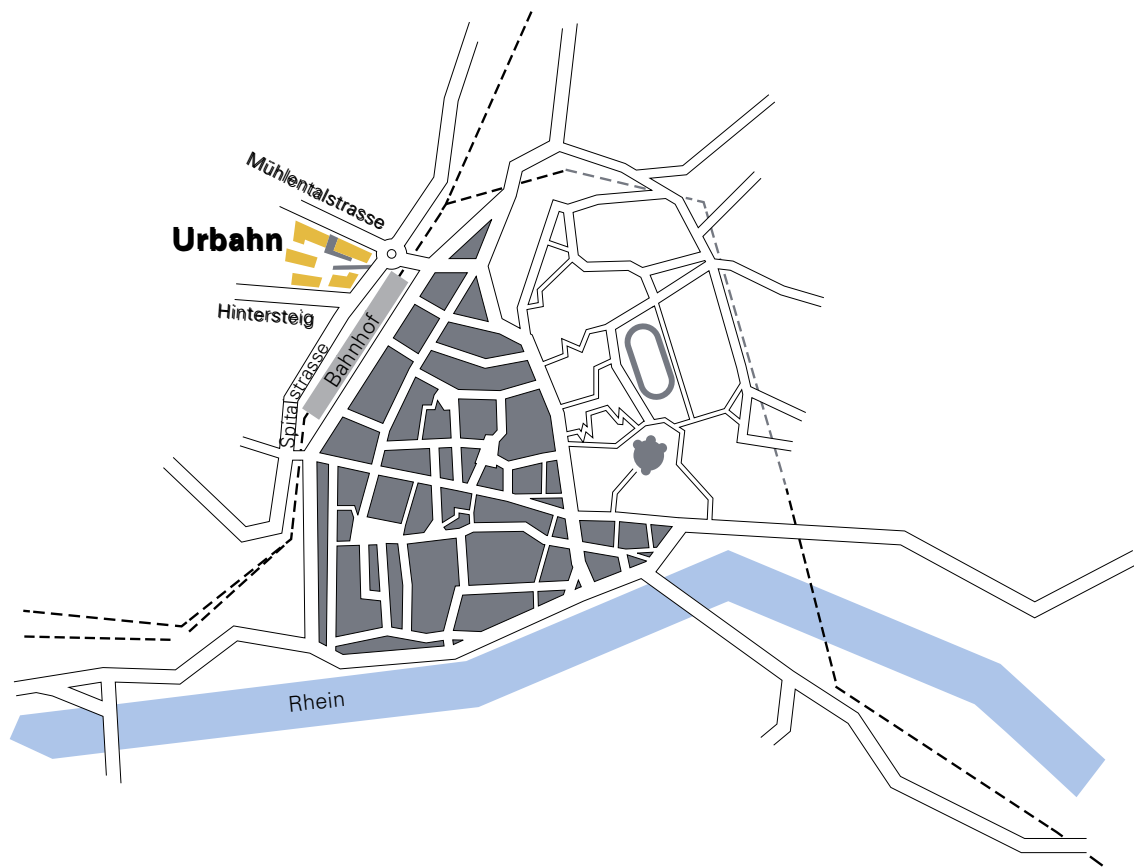 Mühlentalstrasse
Urbahn
Hintersteig
Bahnhof
Spitalstrasse
Rhein